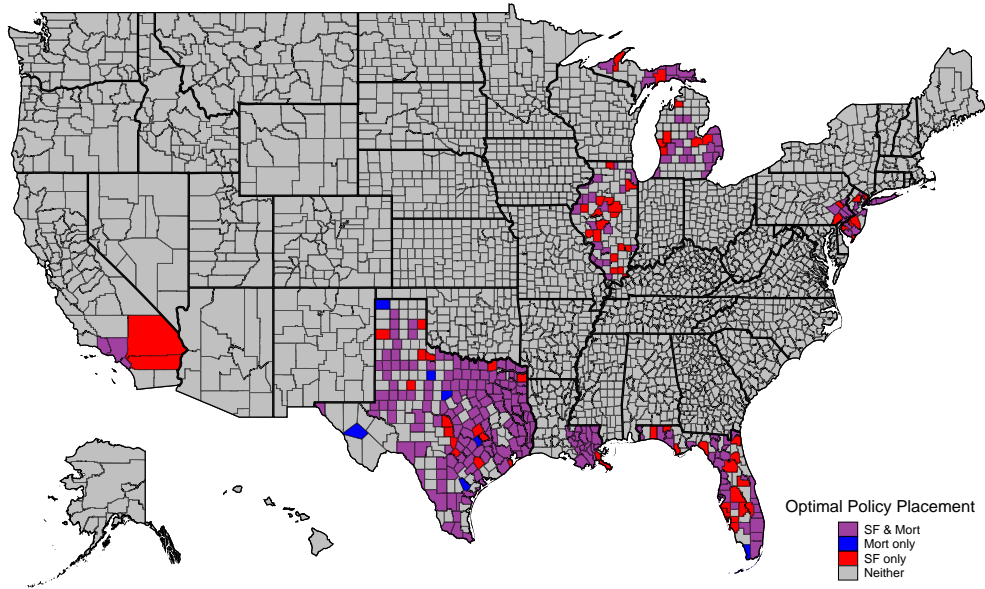 Optimal Policy Placement
SF & Mort
Mort only
SF only
Neither